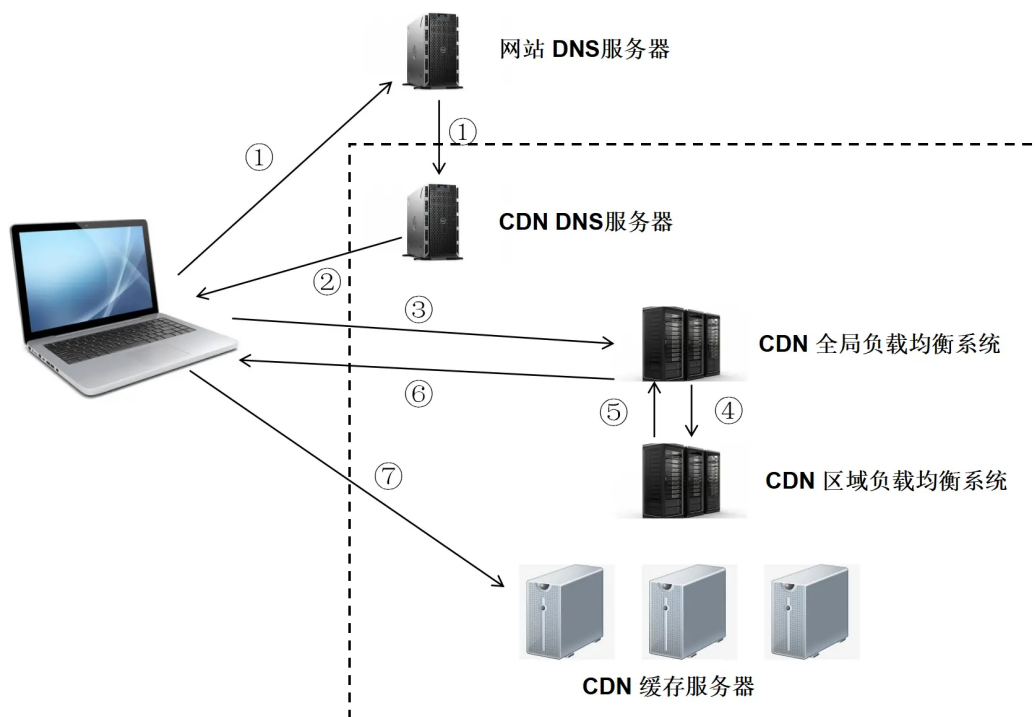 网站 DNS服务器
①
①
CDN DNS服务器
②
③
CDN 全局负载均衡系统
⑥
⑤
④
CDN 区域负载均衡系统
⑦
CDN 缓存服务器